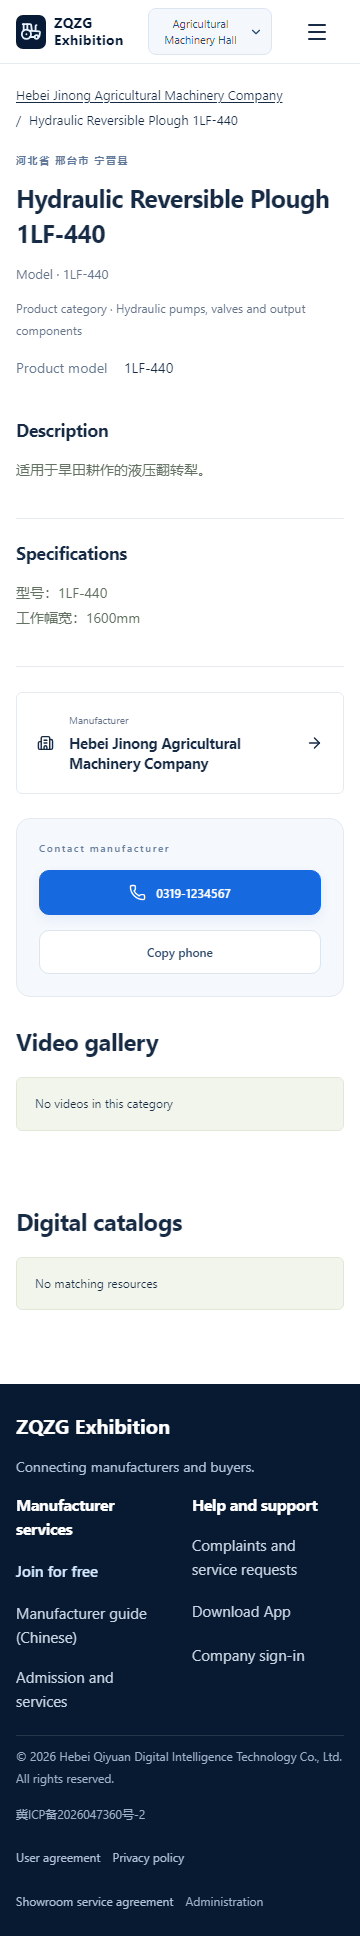 ZQZG
Exhibition
Agricultural
Machinery Hall
Hebei Jinong Agricultural Machinery Company
/ Hydraulic Reversible Plough 1LF-440
河北省 邢台市 宁晋县
Hydraulic Reversible Plough
1LF-440
Model · 1LF-440
Product category · Hydraulic pumps, valves and output
components
Product model 1LF-440
Description
适用于旱田耕作的液压翻转犁。
Specifications
型号：1LF-440
工作幅宽：1600mm
Manufacturer
Hebei Jinong Agricultural
Machinery Company
Contact manufacturer
0319-1234567
Copy phone
Video gallery
No videos in this category
Digital catalogs
No matching resources
ZQZG Exhibition
Connecting manufacturers and buyers.
Manufacturer
services
Join for free
Manufacturer guide
(Chinese)
Admission and
services
Help and support
Complaints and
service requests
Download App
Company sign-in
© 2026 Hebei Qiyuan Digital Intelligence Technology Co., Ltd.
All rights reserved.
冀ICP备2026047360号-2
User agreement Privacy policy
Showroom service agreement Administration